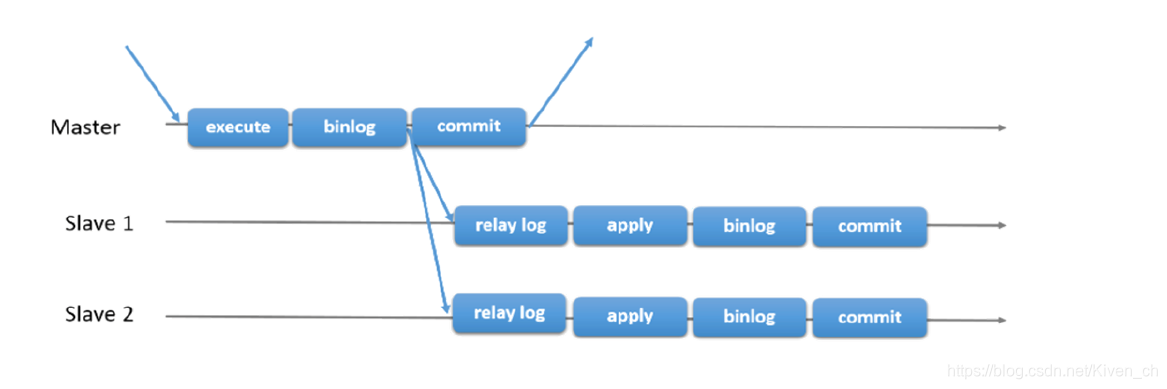 Master execute binlog commit
Slave 1 relay log apply binlog commit
Slave 2 relay log apply binlog commit
https://blog.csdn.net/Kiven_ch